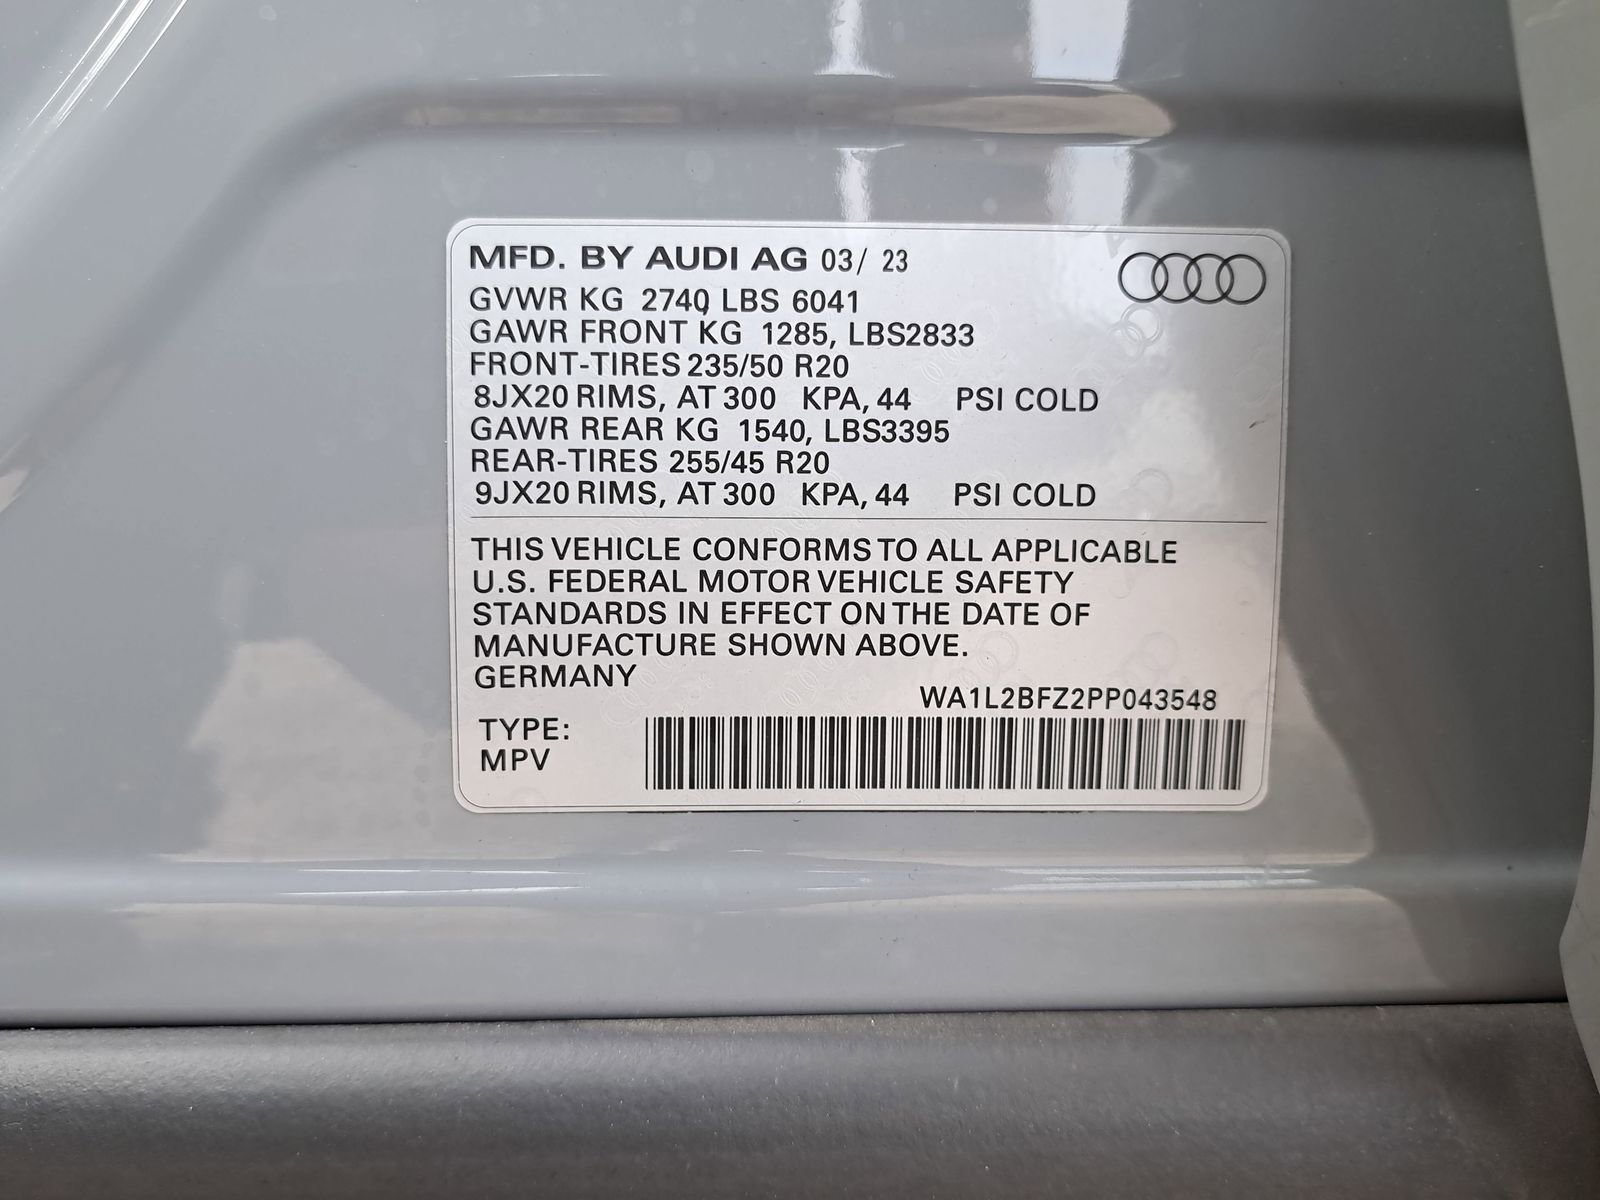 MFD. BY AUDI AG 03/ 23
GVWR KG 2740, LBS 6041
GAWR FRONT KG 1285, LBS2833
FRONT-TIRES 235/50 R20
8JX20 RIMS, AT 300 KPA, 44 PSI COLD
GAWR REAR KG 1540, LBS3395
REAR-TIRES 255/45 R20
9JX20 RIMS, AT 300 KPA, 44 PSI COLD
THIS VEHICLE CONFORMS TO ALL APPLICABLE
U.S. FEDERAL MOTOR VEHICLE SAFETY
STANDARDS IN EFFECT ON THE DATE OF
MANUFACTURE SHOWN ABOVE.
GERMANY
WA1L2BFZ2PP043548
TYPE:
MPV